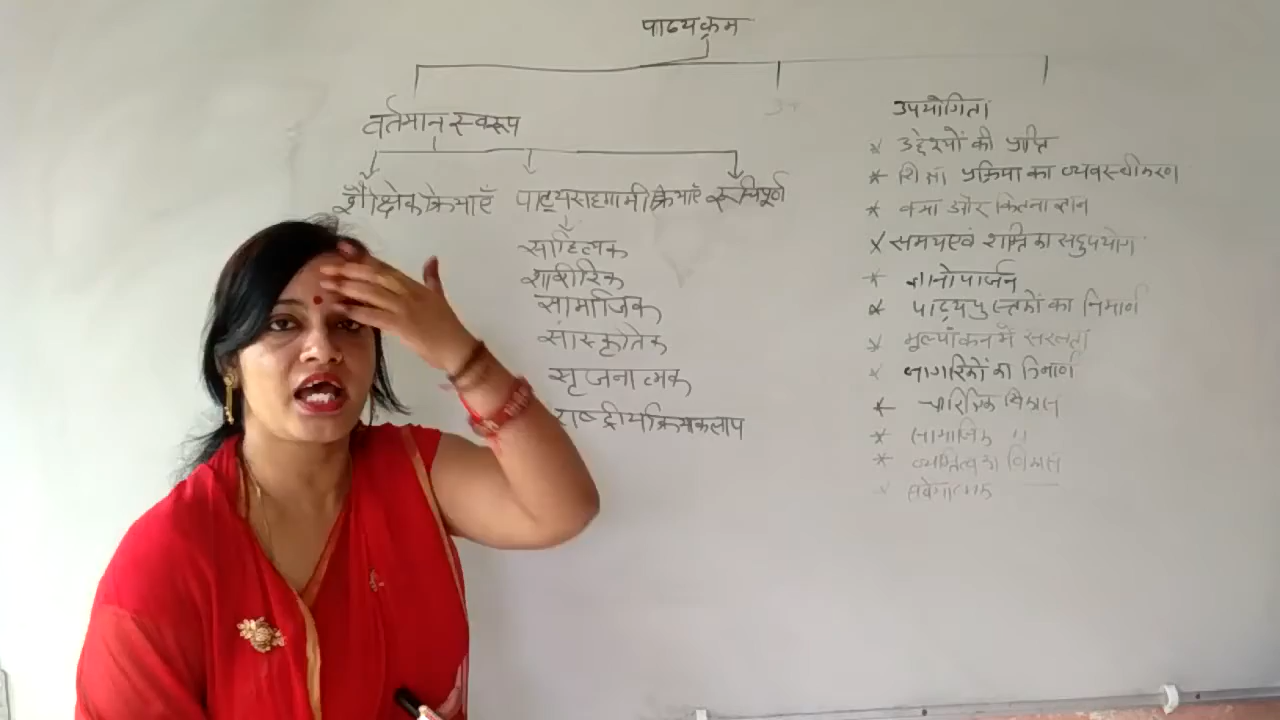 पाठ्यक्रम
वर्तमान स्वरूप
शैक्षिक क्रियाएँ पाठ्यसहगामी क्रियाएँ रूचिपूर्ण
साहित्यिक
शारीरिक
सामाजिक
सांस्कृतिक
सृजनात्मक
राष्ट्रीय क्रियाकलाप
उपयोगिता
* उद्देश्यों की प्राप्ति
* शिक्षा प्रक्रिया का व्यवस्थीकरण
* क्या और कितना ज्ञान
* समय एवं शक्ति का सदुपयोग
* ज्ञानोपार्जन
* पाठ्यपुस्तकों का निर्माण
* मूल्यांकन में सरलता
* नागरिकों का निर्माण
* चारित्रिक विकास
* सामाजिक "
* व्यक्तित्व का विकास
* संवेगात्मक